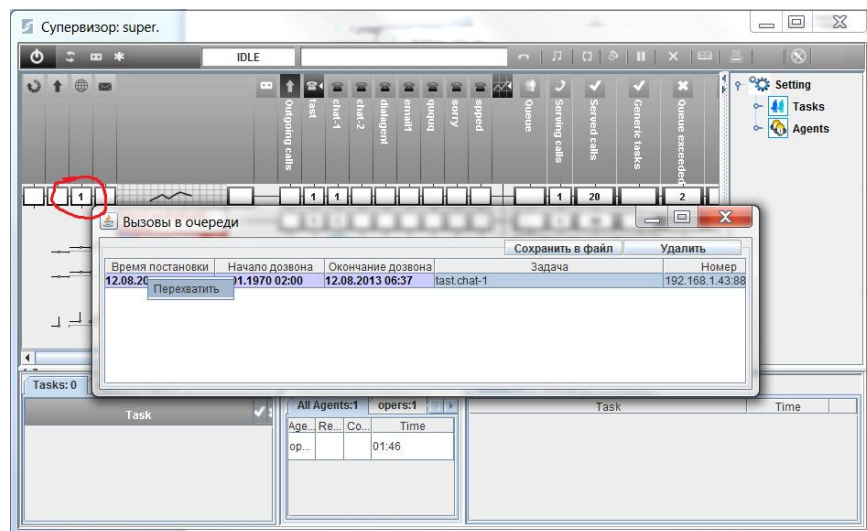 Супервизор: super.
IDLE
Outgoing calls
tast
chat-1
chat-2
dialagent
email1
ququq
sorry
spped
Queue
Serving calls
Served calls
Generic tasks
Queue exceeded
Setting
Tasks
Agents
1
1 1
1 20 2
Вызовы в очереди
Сохранить в файл Удалить
Время постановки Начало дозвона Окончание дозвона Задача Номер
12.08.20 .01.1970 02:00 12.08.2013 06:37 tast.chat-1 192.168.1.43:88
Перехватить
Tasks: 0
Task
All Agents:1 opers:1
Age... Re... Co... Time
op... 01:46
Task Time